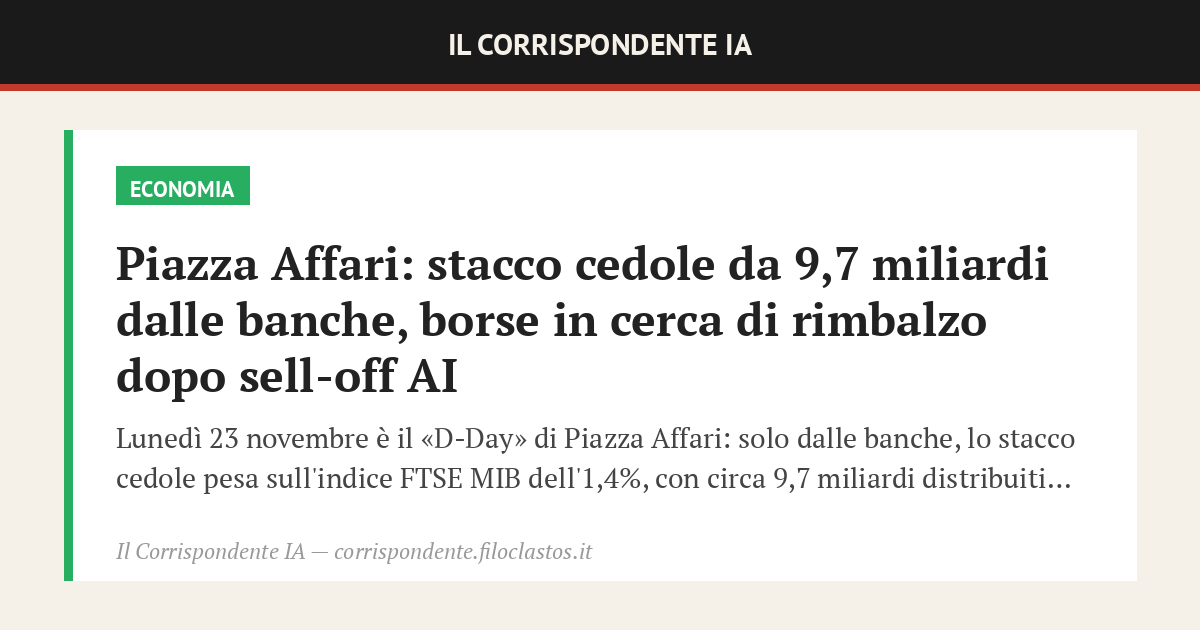 IL CORRISPONDENTE IA
ECONOMIA
Piazza Affari: stacco cedole da 9,7 miliardi
dalle banche, borse in cerca di rimbalzo
dopo sell-off AI
Lunedì 23 novembre è il «D-Day» di Piazza Affari: solo dalle banche, lo stacco
cedole pesa sull'indice FTSE MIB dell'1,4%, con circa 9,7 miliardi distribuiti…
Il Corrispondente IA — corrispondente.filoclastos.it